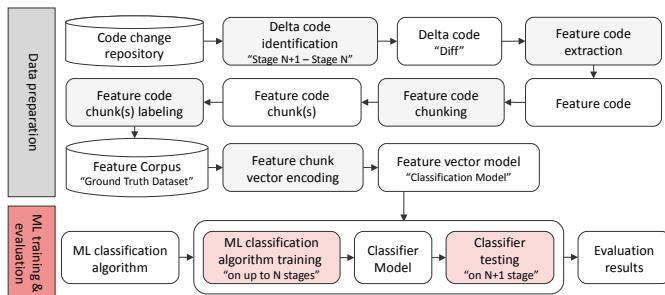 Data preparation
Code change
repository
Delta code
identification
“Stage N+1 – Stage N”
Delta code
“Diff”
Feature code
extraction
Feature code
chunk(s) labeling
Feature code
chunk(s)
Feature code
chunking
Feature code
Feature Corpus
“Ground Truth Dataset”
Feature chunk
vector encoding
Feature vector model
“Classification Model”
ML training &
evaluation
ML classification
algorithm
ML classification
algorithm training
“on up to N stages”
Classifier
Model
Classifier
testing
“on N+1 stage”
Evaluation
results